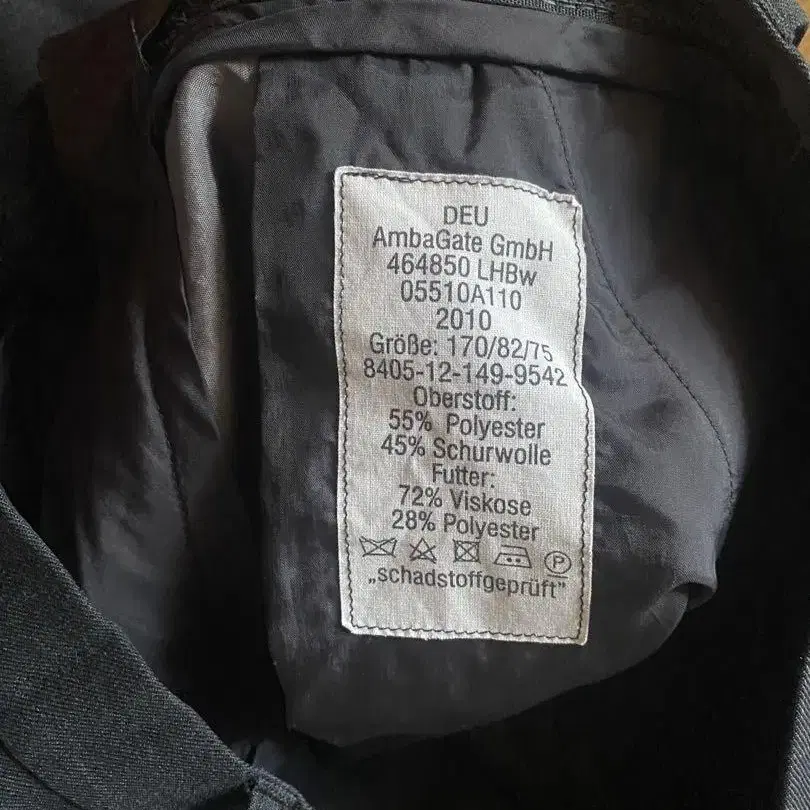 DEU
AmbaGate GmbH
464850 LHBw
05510A110
2010
Größe: 170/82/75
8405-12-149-9542
Oberstoff:
55% Polyester
45% Schurwolle
Futter:
72% Viskose
28% Polyester
P
„schadstoffgeprüft"